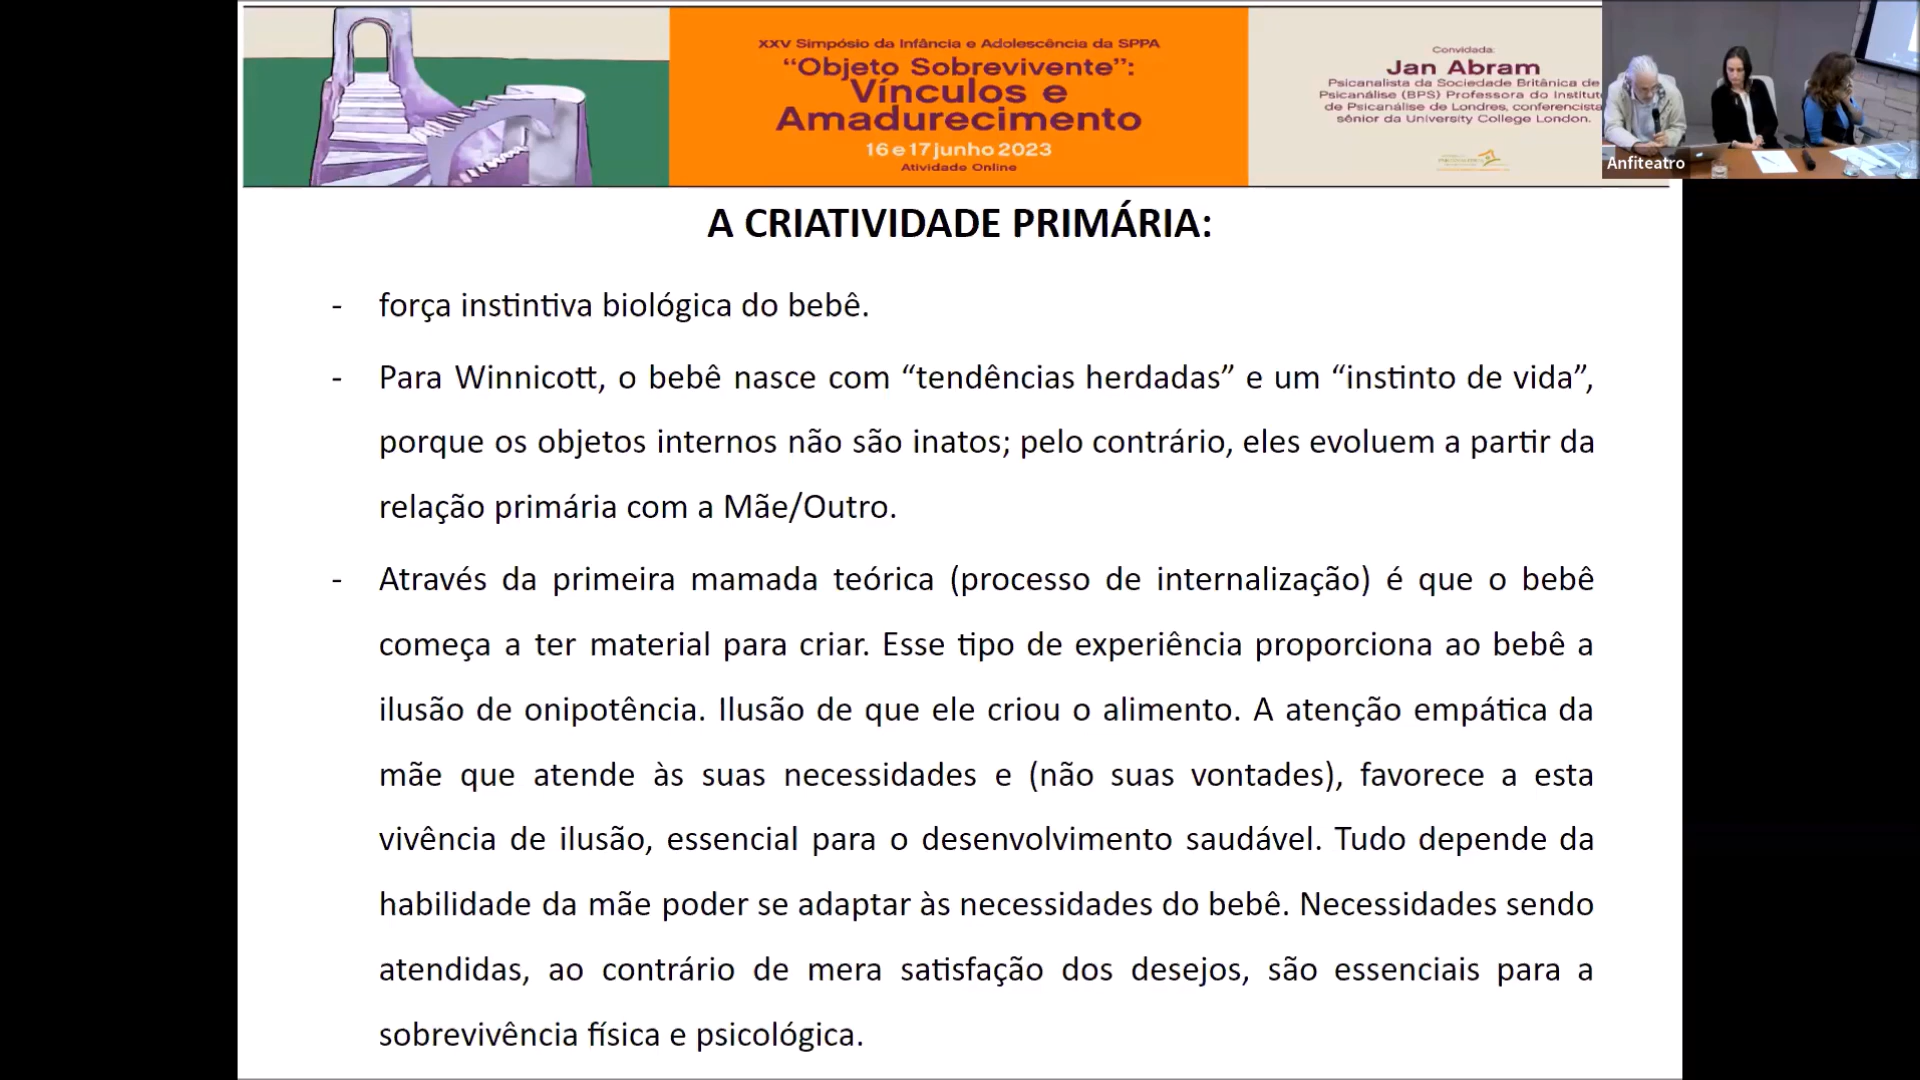 XXV Simpósio da Infância e Adolescência da SPPA
“Objeto Sobrevivente”:
Vínculos e
Amadurecimento
16 e 17 junho 2023
Atividade Online
Convidada:
Jan Abram
Psicanalista da Sociedade Britânica de
Psicanálise (BPS) Professora do Institut
de Psicanálise de Londres, conferencista
sênior da University College London.
Anfiteatro
A CRIATIVIDADE PRIMÁRIA:
- força instintiva biológica do bebê.
- Para Winnicott, o bebê nasce com “tendências herdadas” e um “instinto de vida”,
porque os objetos internos não são inatos; pelo contrário, eles evoluem a partir da
relação primária com a Mãe/Outro.
- Através da primeira mamada teórica (processo de internalização) é que o bebê
começa a ter material para criar. Esse tipo de experiência proporciona ao bebê a
ilusão de onipotência. Ilusão de que ele criou o alimento. A atenção empática da
mãe que atende às suas necessidades e (não suas vontades), favorece a esta
vivência de ilusão, essencial para o desenvolvimento saudável. Tudo depende da
habilidade da mãe poder se adaptar às necessidades do bebê. Necessidades sendo
atendidas, ao contrário de mera satisfação dos desejos, são essenciais para a
sobrevivência física e psicológica.